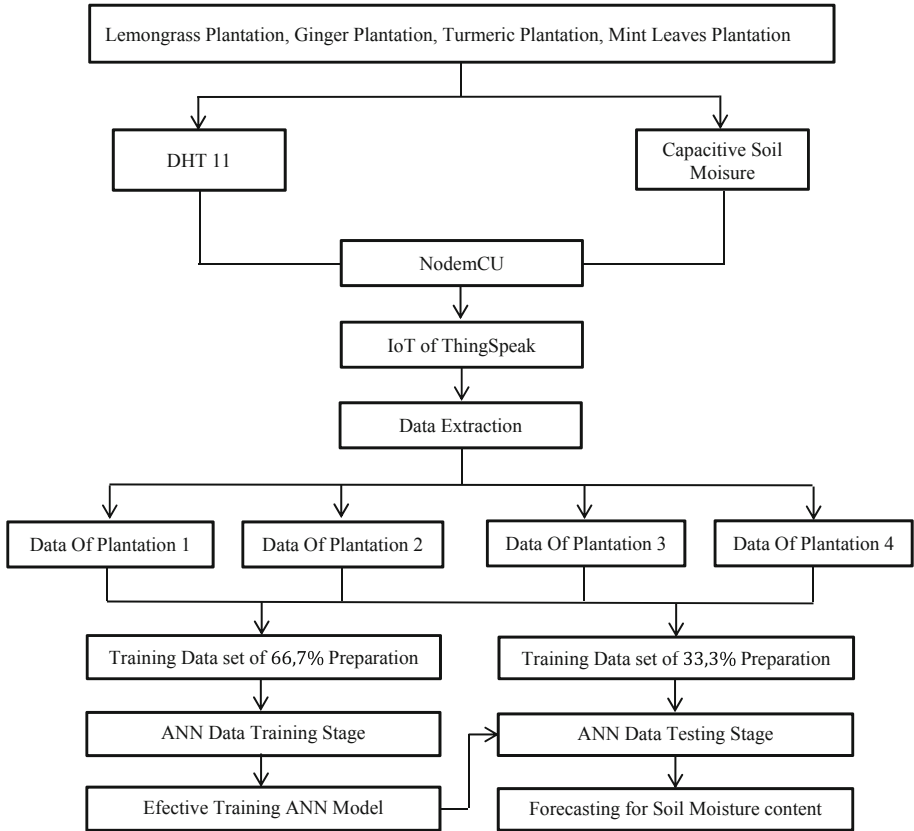 Lemongrass Plantation, Ginger Plantation, Turmeric Plantation, Mint Leaves Plantation
DHT 11
Capacitive Soil
Moisure
NodemCU
IoT of ThingSpeak
Data Extraction
Data Of Plantation 1
Data Of Plantation 2
Data Of Plantation 3
Data Of Plantation 4
Training Data set of 66,7% Preparation
Training Data set of 33,3% Preparation
ANN Data Training Stage
ANN Data Testing Stage
Efective Training ANN Model
Forecasting for Soil Moisture content